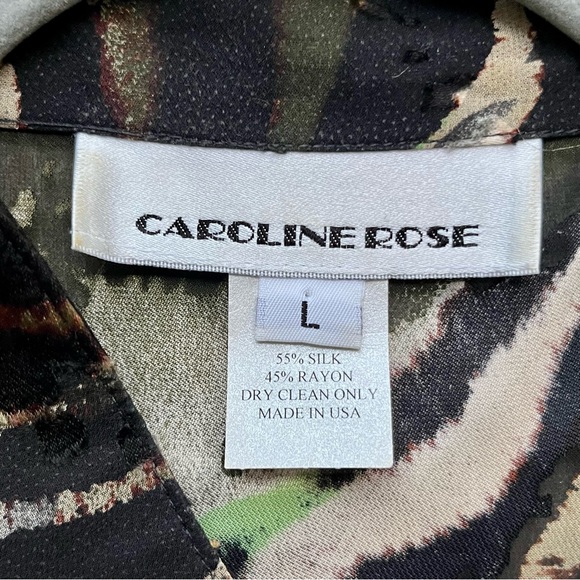 CAROLINE ROSE
L
55% SILK
45% RAYON
DRY CLEAN ONLY
MADE IN USA